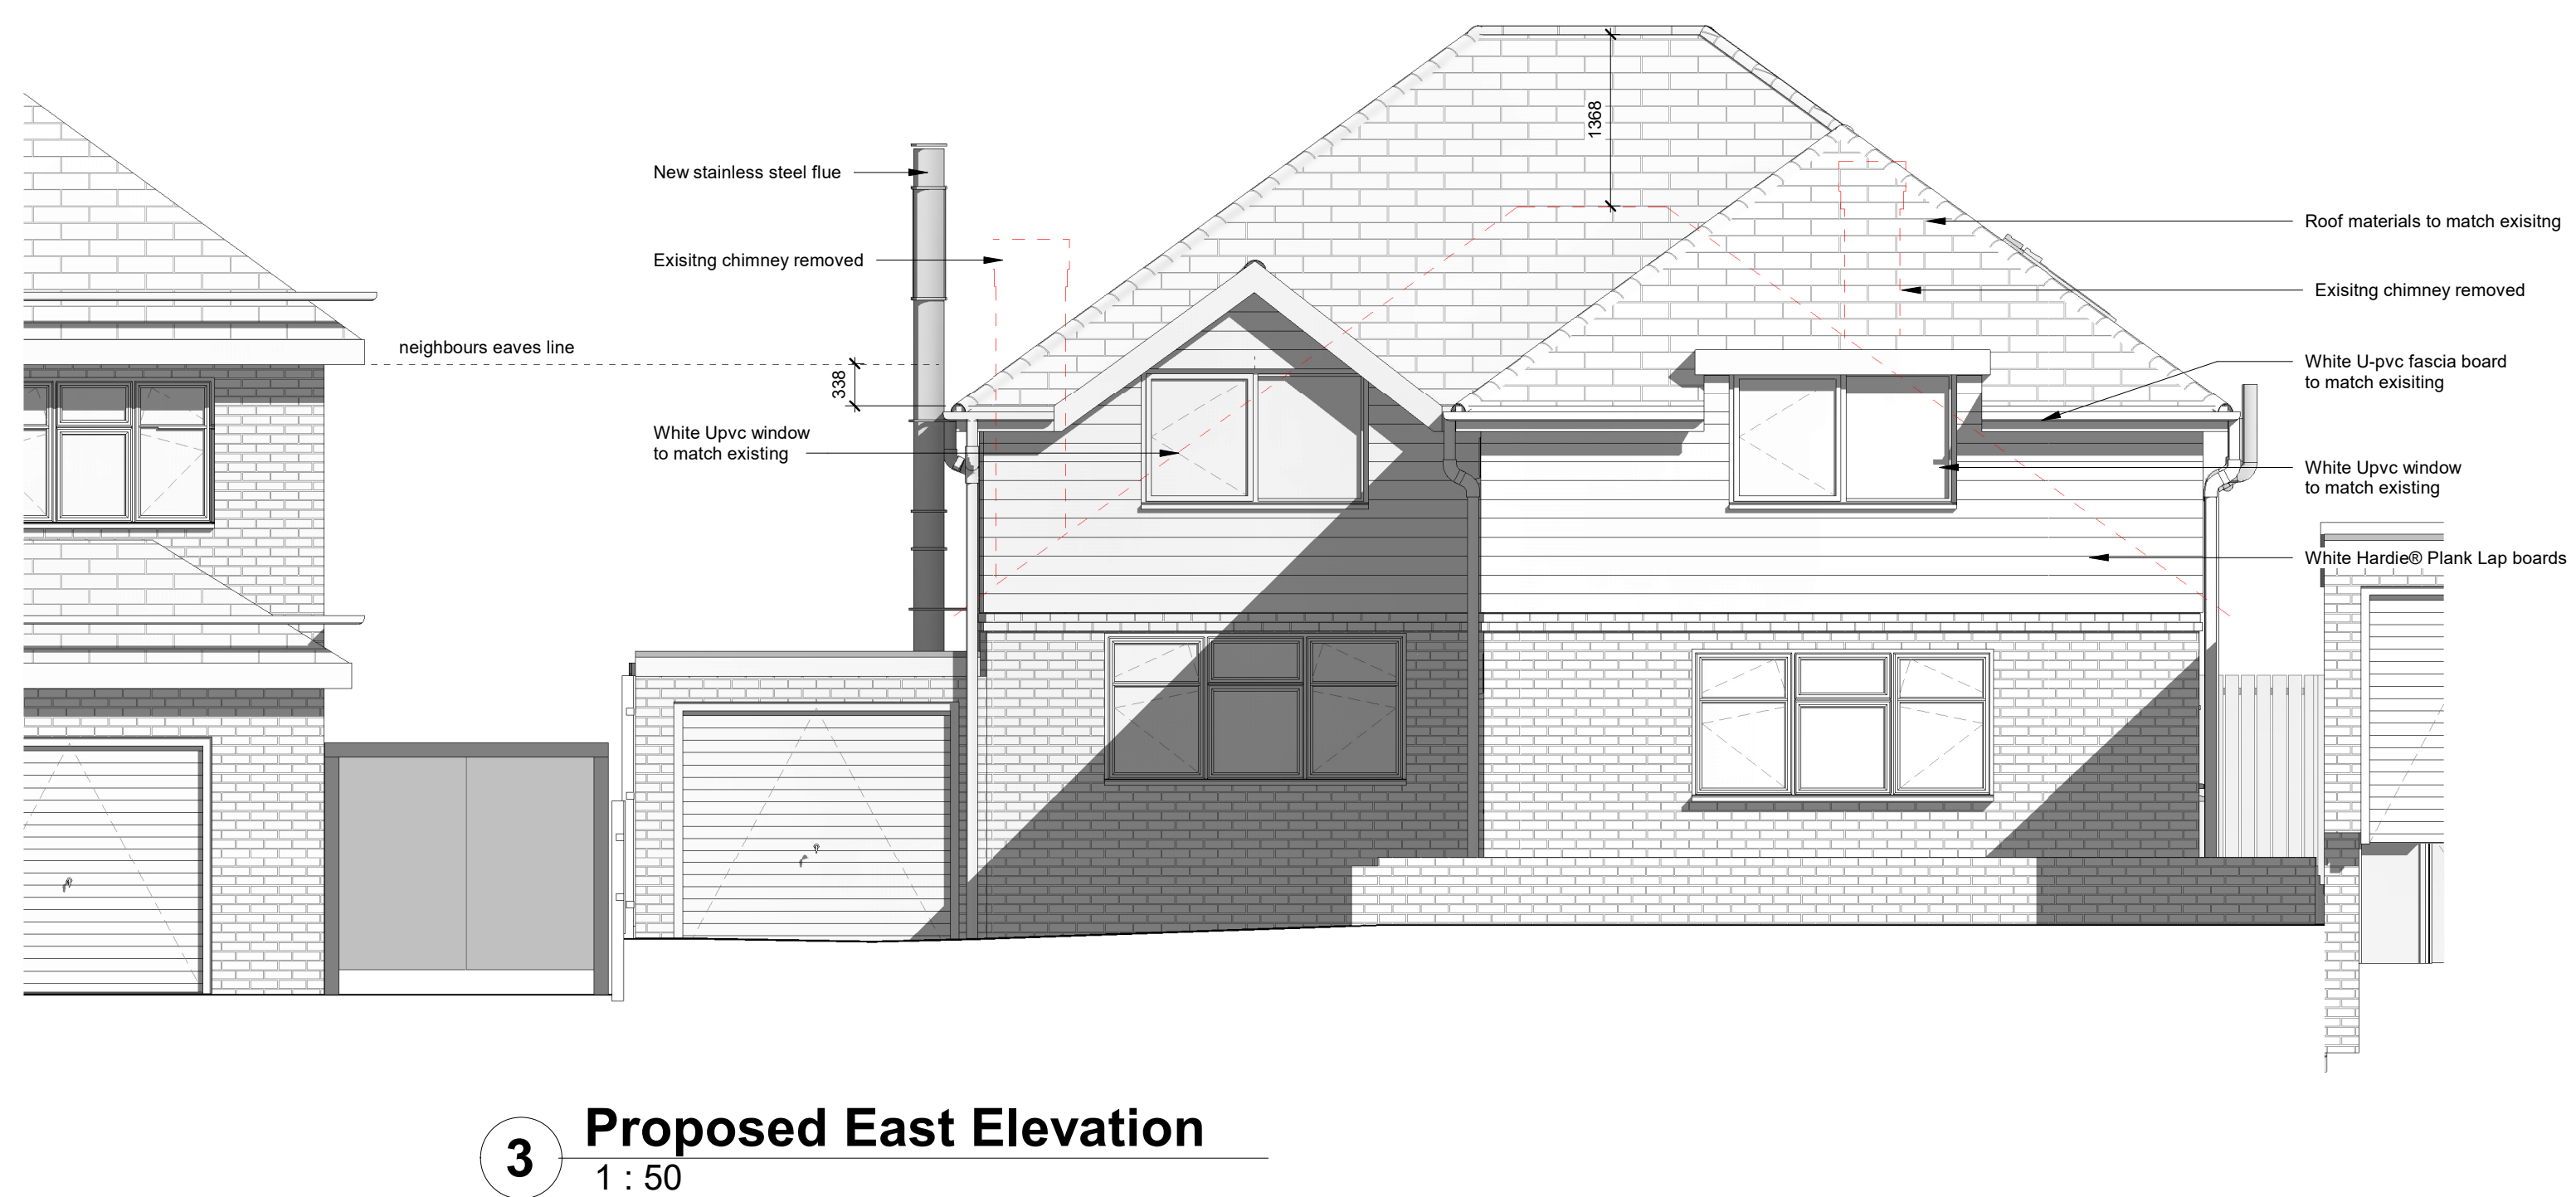 1368
New stainless steel flue
Roof materials to match exisitng
Exisitng chimney removed
Exisitng chimney removed
neighbours eaves line
338
White U-pvc fascia board
to match exisiting
White Upvc window
to match existing
White Upvc window
to match existing
White Hardie® Plank Lap boards
3
Proposed East Elevation
1 : 50